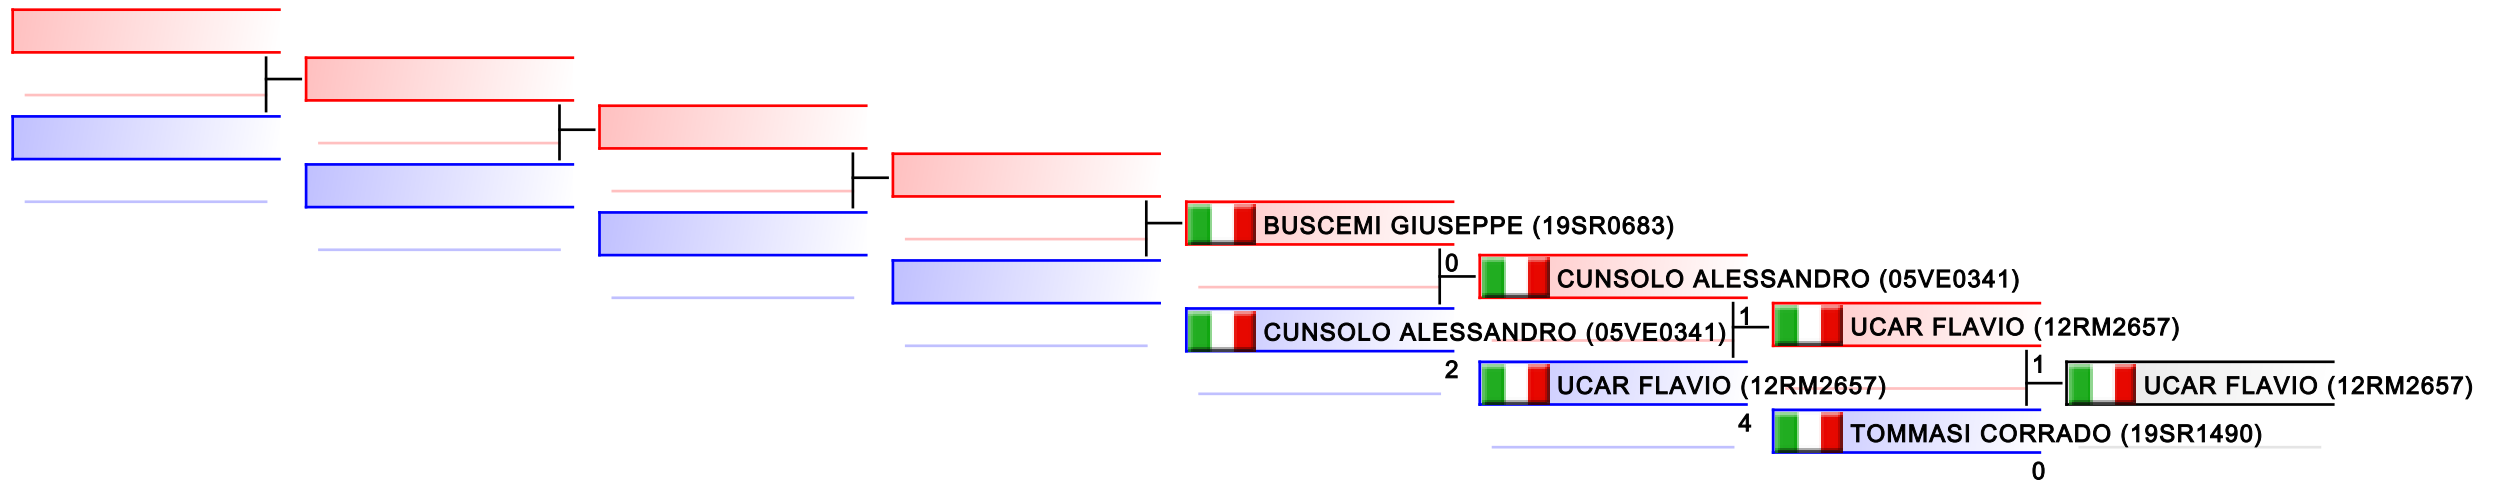 BUSCEMI GIUSEPPE (19SR0683)
0
CUNSOLO ALESSANDRO (05VE0341)
CUNSOLO ALESSANDRO (05VE0341)
2
1
UCAR FLAVIO (12RM2657)
UCAR FLAVIO (12RM2657)
4
1
UCAR FLAVIO (12RM2657)
TOMMASI CORRADO (19SR1490)
0